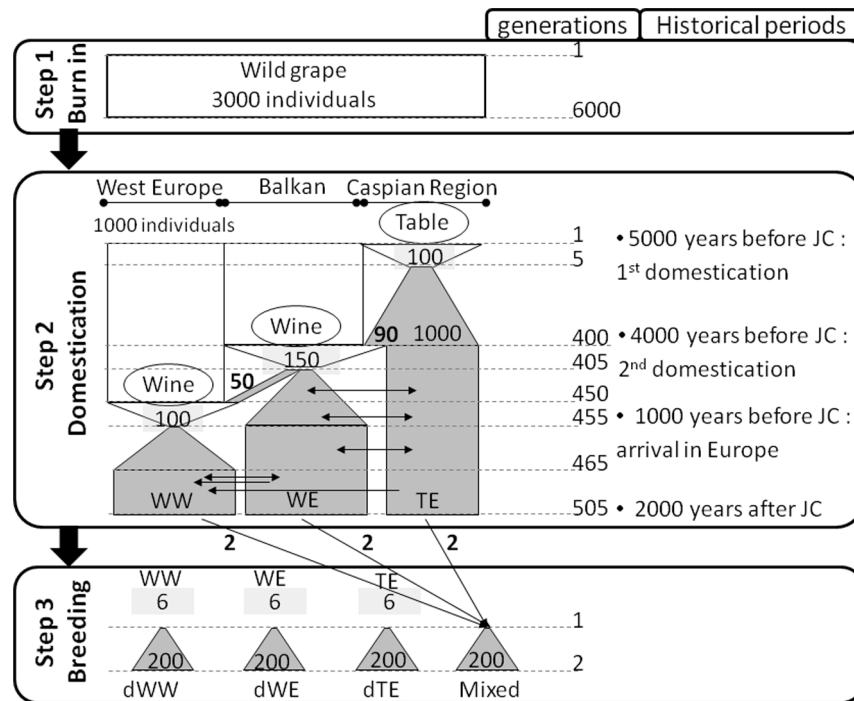 generations Historical periods
Step 1
Burn in
Wild grape
3000 individuals
1
6000
Step 2
Domestication
West Europe Balkan Caspian Region
1000 individuals
Table
1
5
100
• 5000 years before JC :
1st domestication
Wine
90 1000
400
• 4000 years before JC :
2nd domestication
150
405
Wine
50
450
100
455
• 1000 years before JC :
arrival in Europe
465
WW WE TE
505
• 2000 years after JC
2 2 2
Step 3
Breeding
WW WE TE
6 6 6
1
200 200 200 200
2
dWW dWE dTE Mixed